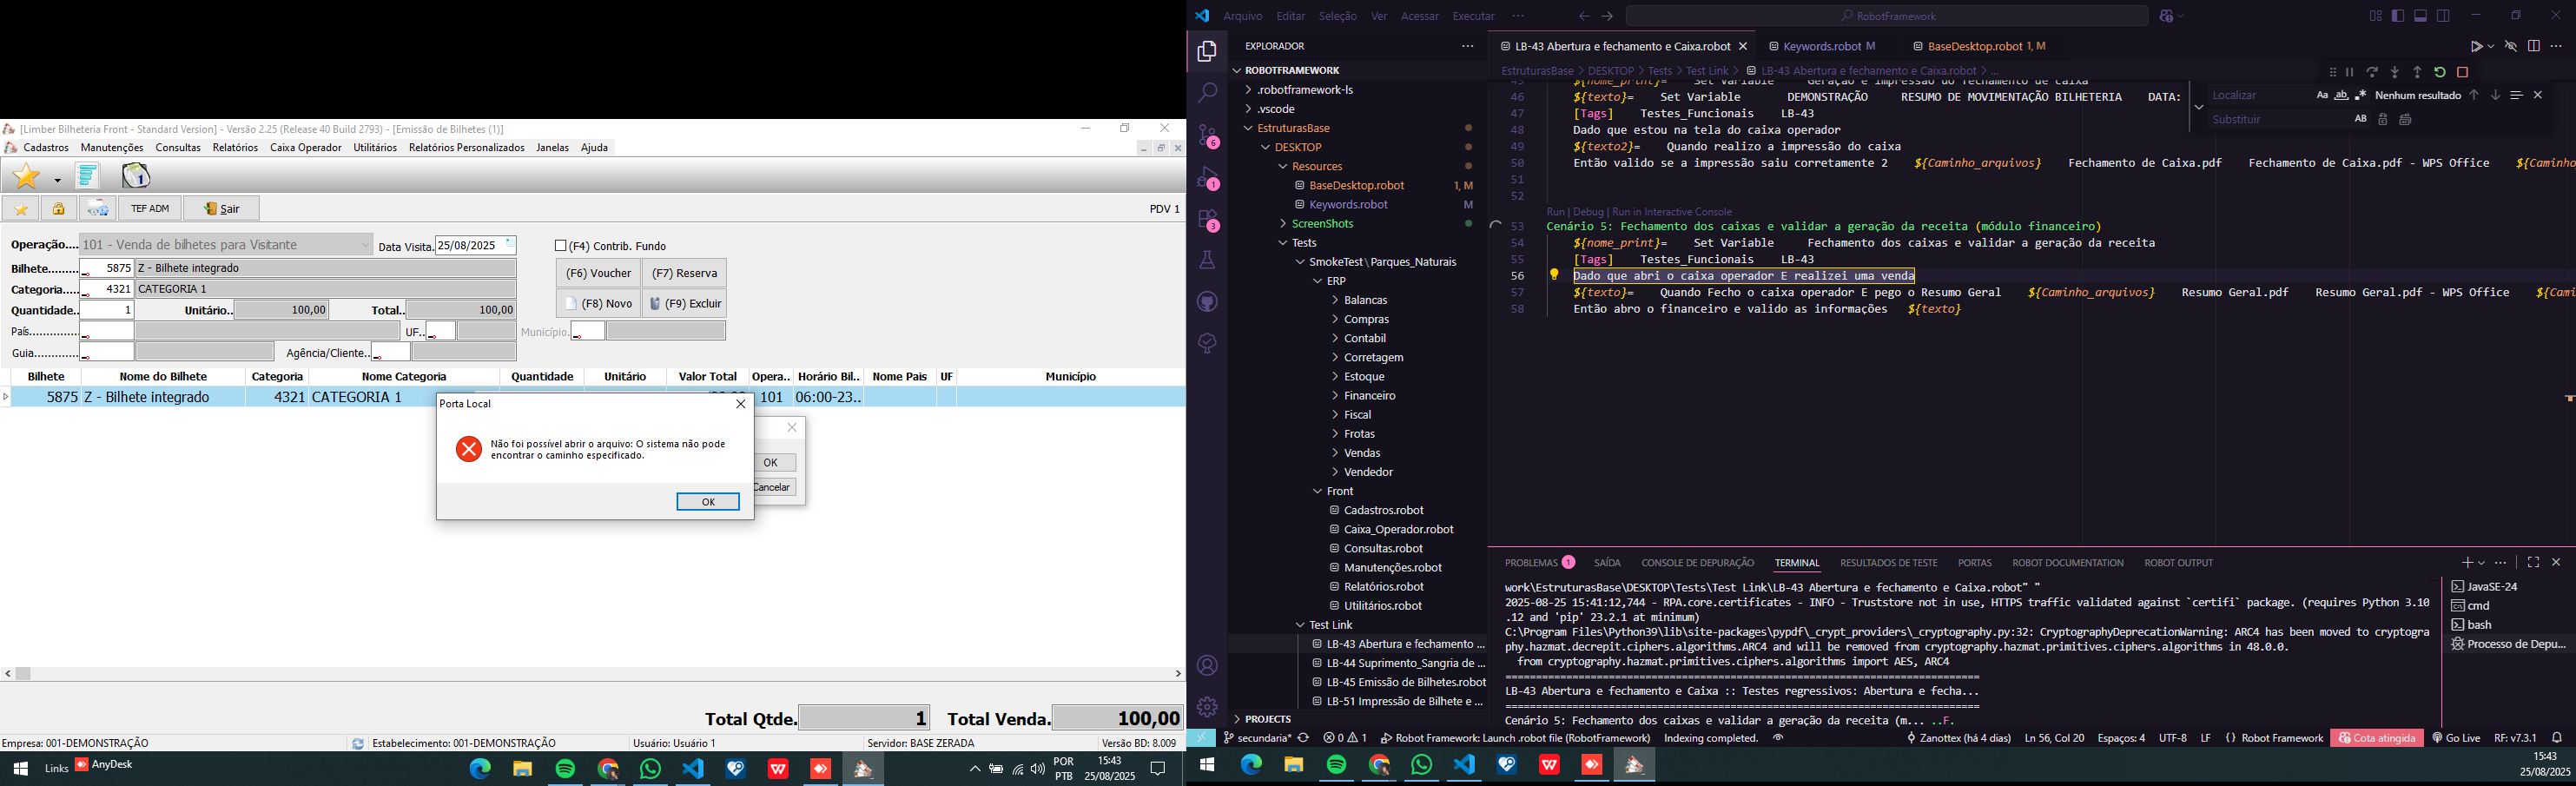 [Limber Bilheteria Front - Standard Version] - Versão 2.25 (Release 40 Build 2793) - [Emissão de Bilhetes (1)]
Cadastros Manutenções Consultas Relatórios Caixa Operador Utilitários Relatórios Personalizados Janelas Ajuda
TEF ADM Sair PDV 1
Operação.... 101 - Venda de bilhetes para Visitante Data Visita. 25/08/2025 (F4) Contrib. Fundo
Bilhete......... 5875 Z - Bilhete integrado (F6) Voucher (F7) Reserva
Categoria..... 4321 CATEGORIA 1
Quantidade.. 1 Unitário.. 100,00 Total.. 100,00 (F8) Novo (F9) Excluir
País.............. UF.. Município.
Guia............. Agência/Cliente..
Bilhete Nome do Bilhete Categoria Nome Categoria Quantidade Unitário Valor Total Opera.. Horário Bil.. Nome Pais UF Município
5875 Z - Bilhete integrado 4321 CATEGORIA 1 101 06:00-23..
Porta Local
Não foi possível abrir o arquivo: O sistema não pode
encontrar o caminho especificado.
OK
OK
Cancelar
Total Qtde. 1 Total Venda. 100,00
Empresa: 001-DEMONSTRAÇÃO Estabelecimento: 001-DEMONSTRAÇÃO Usuário: Usuário 1 Servidor: BASE ZERADA Versão BD: 8.009
Links AnyDesk
POR
PTB
15:43
25/08/2025
Arquivo Editar Seleção Ver Acessar Executar ··· RobotFramework
EXPLORADOR ···
ROBOTFRAMEWORK
.robotframework-ls
.vscode
EstruturasBase
DESKTOP
Resources
BaseDesktop.robot 1, M
Keywords.robot M
ScreenShots
Tests
SmokeTest\Parques_Naturais
ERP
Balancas
Compras
Contabil
Corretagem
Estoque
Financeiro
Fiscal
Frotas
Vendas
Vendedor
Front
Cadastros.robot
Caixa_Operador.robot
Consultas.robot
Manutenções.robot
Relatórios.robot
Utilitários.robot
Test Link
LB-43 Abertura e fechamento ...
LB-44 Suprimento_Sangria de ...
LB-45 Emissão de Bilhetes.robot
LB-51 Impressão de Bilhete e ...
PROJECTS
6
1
3
LB-43 Abertura e fechamento e Caixa.robot Keywords.robot M BaseDesktop.robot 1, M
EstruturasBase > DESKTOP > Tests > Test Link > LB-43 Abertura e fechamento e Caixa.robot > ...
Localizar Aa ab Nenhum resultado
Substituir AB
45 ${nome_print}= Set Variable Geração e impressão do fechamento de caixa
46 ${texto}= Set Variable DEMONSTRAÇÃO RESUMO DE MOVIMENTAÇÃO BILHETERIA DATA:
47 [Tags] Testes_Funcionais LB-43
48 Dado que estou na tela do caixa operador
49 ${texto2}= Quando realizo a impressão do caixa
50 Então valido se a impressão saiu corretamente 2 ${Caminho_arquivos} Fechamento de Caixa.pdf Fechamento de Caixa.pdf - WPS Office ${Caminho
51
52
Run | Debug | Run in Interactive Console
53 Cenário 5: Fechamento dos caixas e validar a geração da receita (módulo financeiro)
54 ${nome_print}= Set Variable Fechamento dos caixas e validar a geração da receita
55 [Tags] Testes_Funcionais LB-43
56 Dado que abri o caixa operador E realizei uma venda
57 ${texto}= Quando Fecho o caixa operador E pego o Resumo Geral ${Caminho_arquivos} Resumo Geral.pdf Resumo Geral.pdf - WPS Office ${Ca
58 Então abro o financeiro e valido as informações ${texto}
PROBLEMAS 1 SAÍDA CONSOLE DE DEPURAÇÃO TERMINAL RESULTADOS DE TESTE PORTAS ROBOT DOCUMENTATION ROBOT OUTPUT
work\EstruturasBase\DESKTOP\Tests\Test Link\LB-43 Abertura e fechamento e Caixa.robot" "
2025-08-25 15:41:12,744 - RPA.core.certificates - INFO - Truststore not in use, HTTPS traffic validated against `certifi` package. (requires Python 3.10
.12 and 'pip' 23.2.1 at minimum)
C:\Program Files\Python39\lib\site-packages\pypdf\_crypt_providers\_cryptography.py:32: CryptographyDeprecationWarning: ARC4 has been moved to cryptogra
phy.hazmat.decrepit.ciphers.algorithms.ARC4 and will be removed from cryptography.hazmat.primitives.ciphers.algorithms in 48.0.0.
from cryptography.hazmat.primitives.ciphers.algorithms import AES, ARC4
==============================================================================
LB-43 Abertura e fechamento e Caixa :: Testes regressivos: Abertura e fecha...
==============================================================================
Cenário 5: Fechamento dos caixas e validar a geração da receita (m... ..F.
JavaSE-24
cmd
bash
Processo de Depu...
secundaria* 0 1 Robot Framework: Launch .robot file (RobotFramework) Indexing completed. Zanottex (há 4 dias) Ln 56, Col 20 Espaços: 4 UTF-8 LF {} Robot Framework Cota atingida Go Live RF: v7.3.1
15:43
25/08/2025